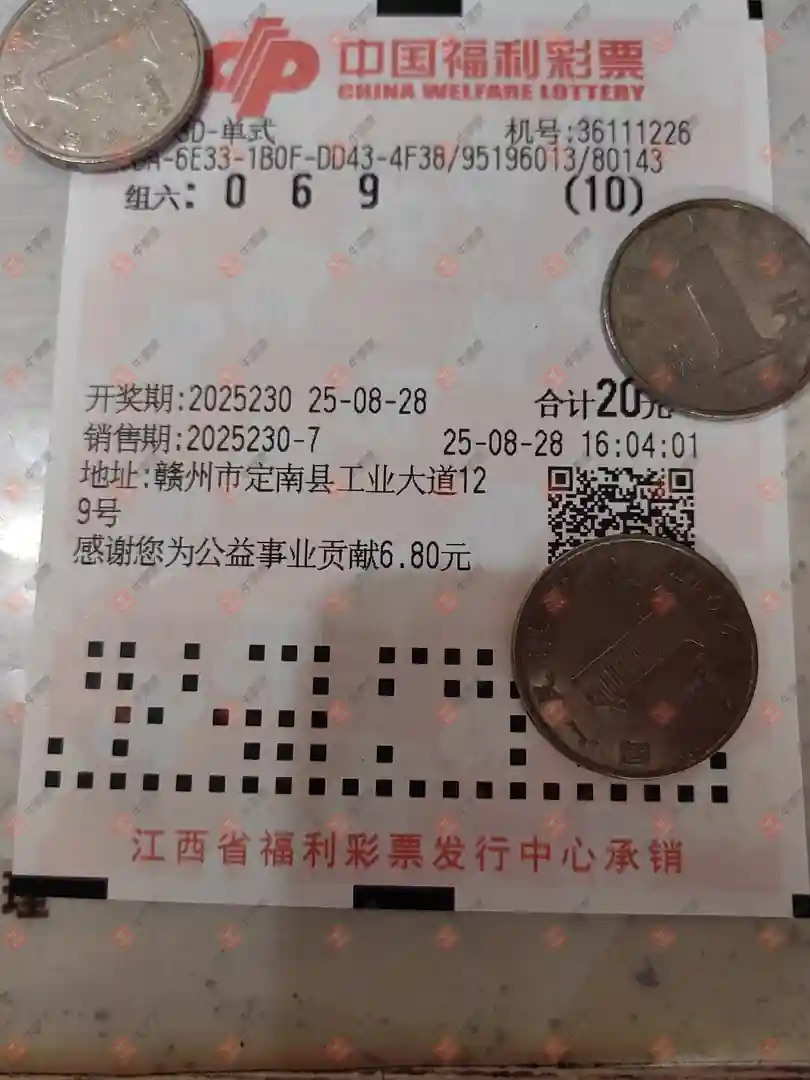 中国福利彩票
CHINA WELFARE LOTTERY
D-单式 机号:36111226
-6E33-1B0F-DD43-4F38/95196013/80143
组六: 0 6 9 (10)
开奖期:2025230 25-08-28 合计20元
销售期:2025230-7 25-08-28 16:04:01
地址:赣州市定南县工业大道12
9号
感谢您为公益事业贡献6.80元
江西省福利彩票发行中心承销